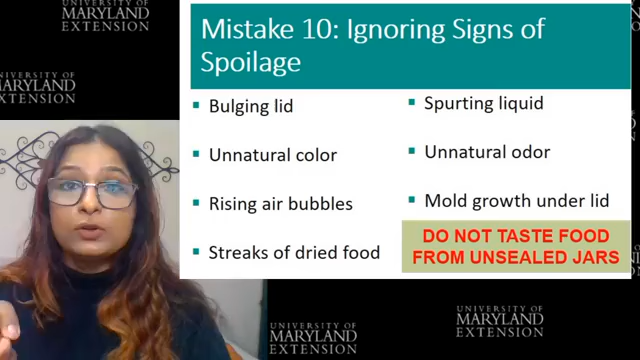 UNIVERSITY OF
MARYLAND
EXTENSION
UNIVERSITY OF
MARYLAND
EXTENSION
Mistake 10: Ignoring Signs of
Spoilage
Bulging lid
Unnatural color
Rising air bubbles
Streaks of dried food
Spurting liquid
Unnatural odor
Mold growth under lid
DO NOT TASTE FOOD
FROM UNSEALED JARS
UNIVERSITY OF
MARYLAND
EXTENSION
UNIVERSITY OF
MARYLAND
EXTENSION